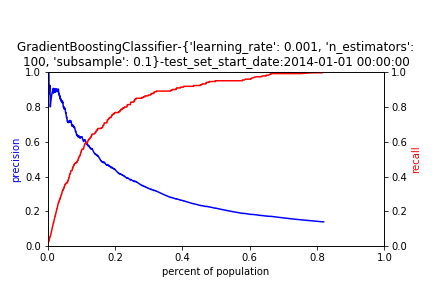 GradientBoostingClassifier-{'learning_rate': 0.001, 'n_estimators':
100, 'subsample': 0.1}-test_set_start_date:2014-01-01 00:00:00
1.0
0.8
0.6
0.4
0.2
0.0
precision
1.0
0.8
0.6
0.4
0.2
0.0
recall
0.0 0.2 0.4 0.6 0.8 1.0
percent of population